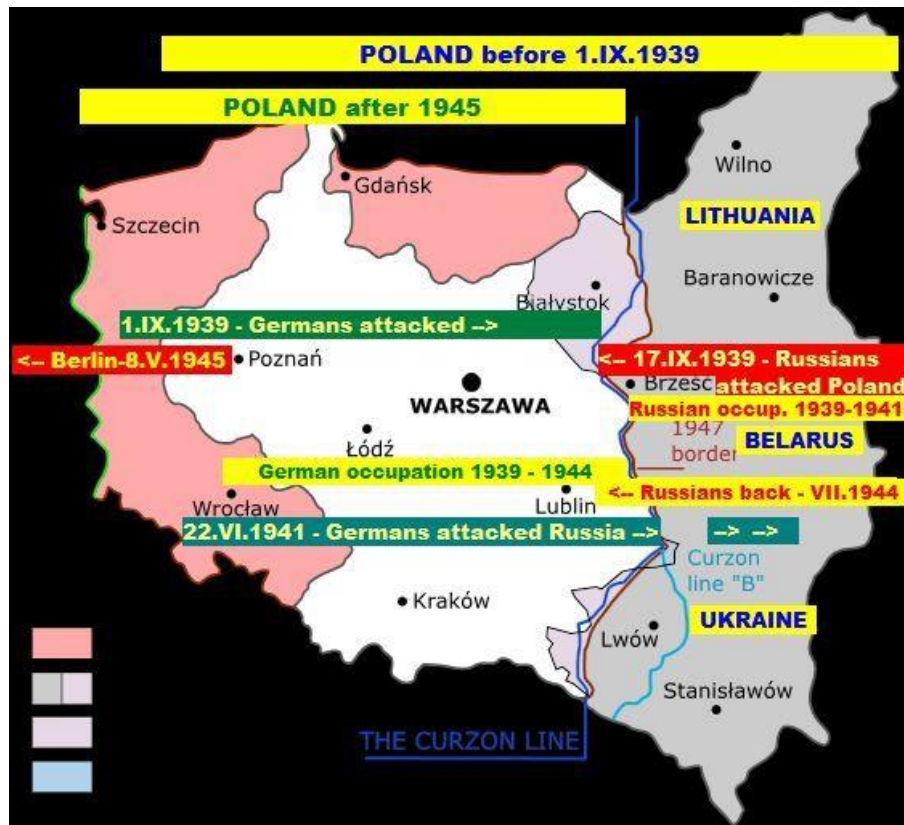 POLAND before 1.IX.1939
POLAND after 1945
Wilno
Gdańsk
LITHUANIA
Szczecin
Baranowicze
Białystok
1.IX.1939 - Germans attacked -->
<-- Berlin-8.V.1945
Poznań
<-- 17.IX.1939 - Russians
attacked Poland
Brześć
WARSZAWA
Russian occup. 1939-1941
1947
border
BELARUS
Łódź
German occupation 1939 - 1944
<-- Russians back - VII.1944
Wrocław
Lublin
22.VI.1941 - Germans attacked Russia -->
--> -->
Curzon
line "B"
Kraków
UKRAINE
Lwów
Stanisławów
THE CURZON LINE